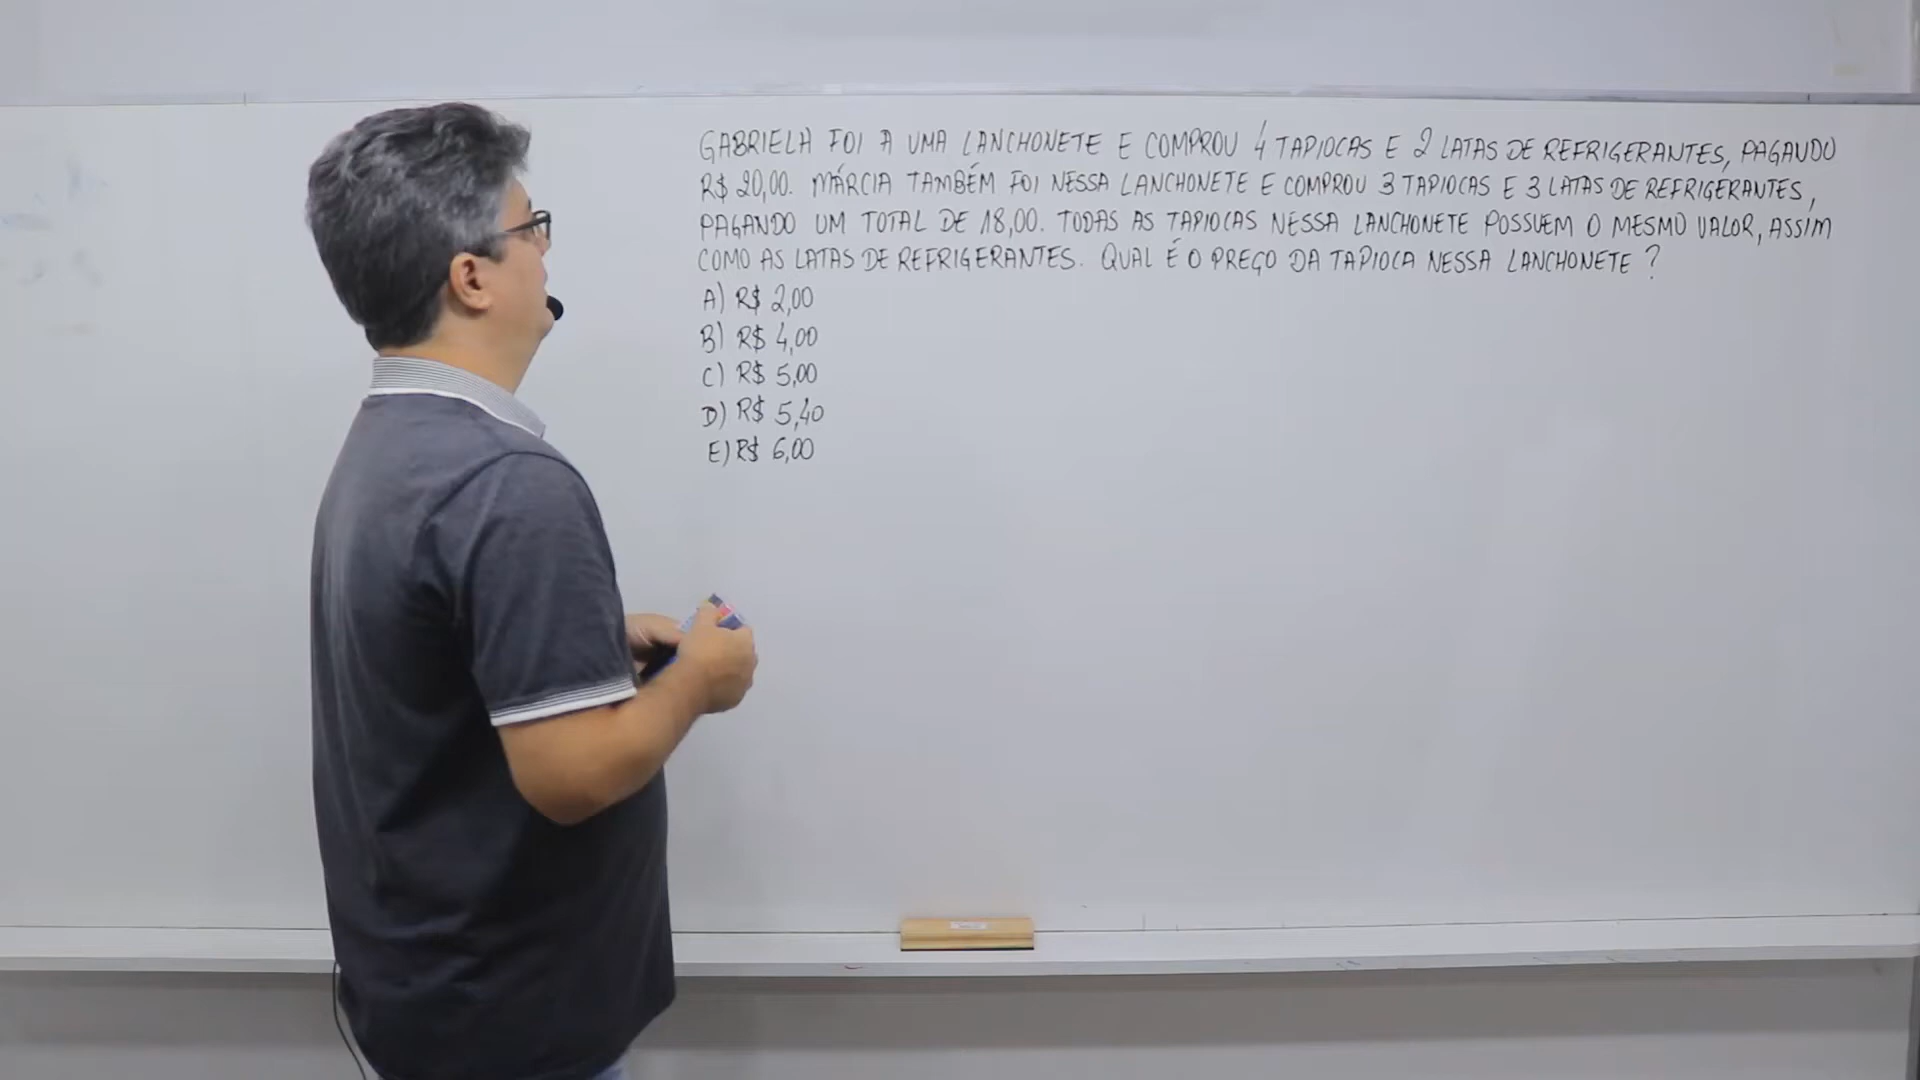 GABRIELA FOI A UMA LANCHONETE E COMPROU 4 TAPIOCAS E 2 LATAS DE REFRIGERANTES, PAGANDO
R$ 20,00. MÁRCIA TAMBÉM FOI NESSA LANCHONETE E COMPROU 3 TAPIOCAS E 3 LATAS DE REFRIGERANTES,
PAGANDO UM TOTAL DE 18,00. TODAS AS TAPIOCAS NESSA LANCHONETE POSSUEM O MESMO VALOR, ASSIM
COMO AS LATAS DE REFRIGERANTES. QUAL É O PREÇO DA TAPIOCA NESSA LANCHONETE ?
A) R$ 2,00
B) R$ 4,00
C) R$ 5,00
D) R$ 5,40
E) R$ 6,00